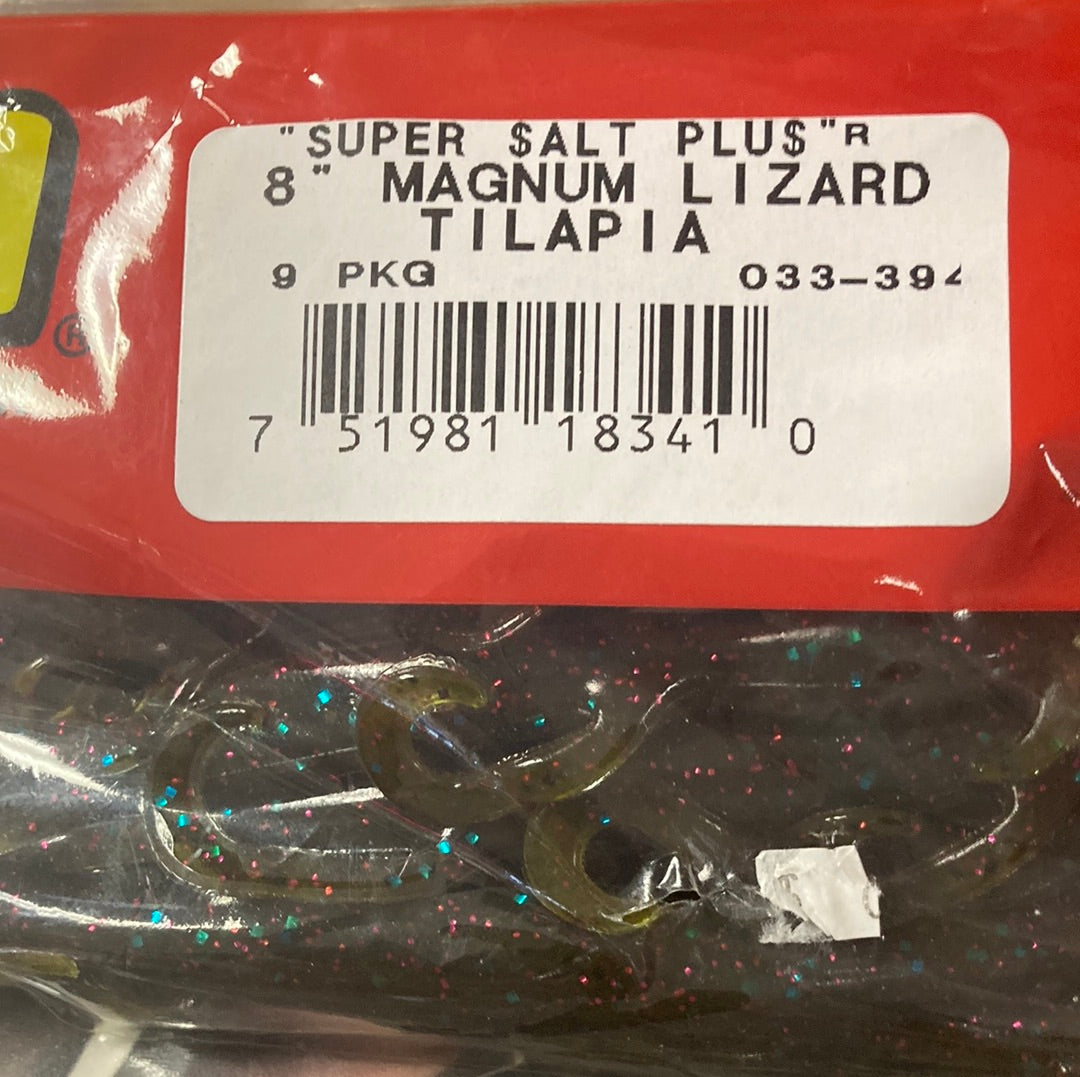 "$UPER $ALT PLU$"R
8" MAGNUM LIZARD
TILAPIA
9 PKG 033-394
7 51981 18341 0
®